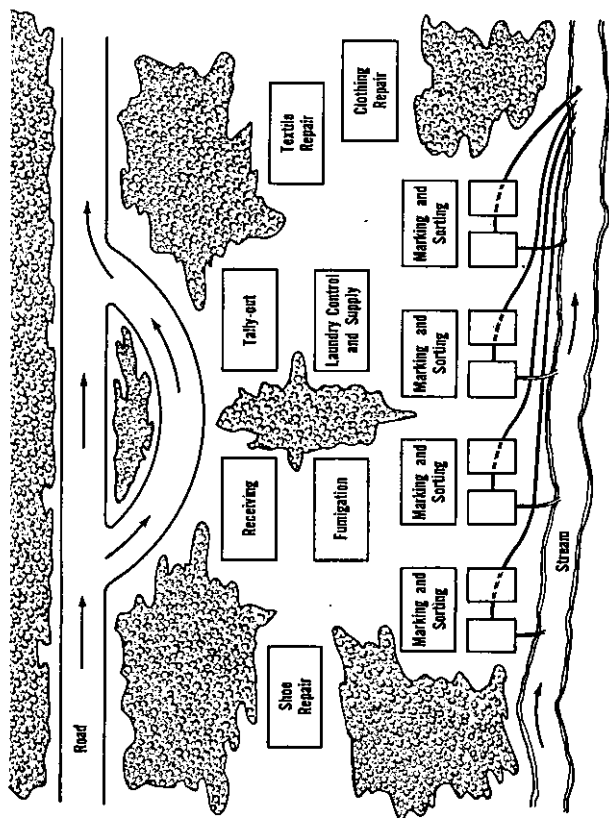 Road
Receiving
Tally-out
Shoe
Repair
Textile
Repair
Fumigation
Laundry Control
and Supply
Clothing
Repair
Marking and
Sorting
Marking and
Sorting
Marking and
Sorting
Marking and
Sorting
Stream